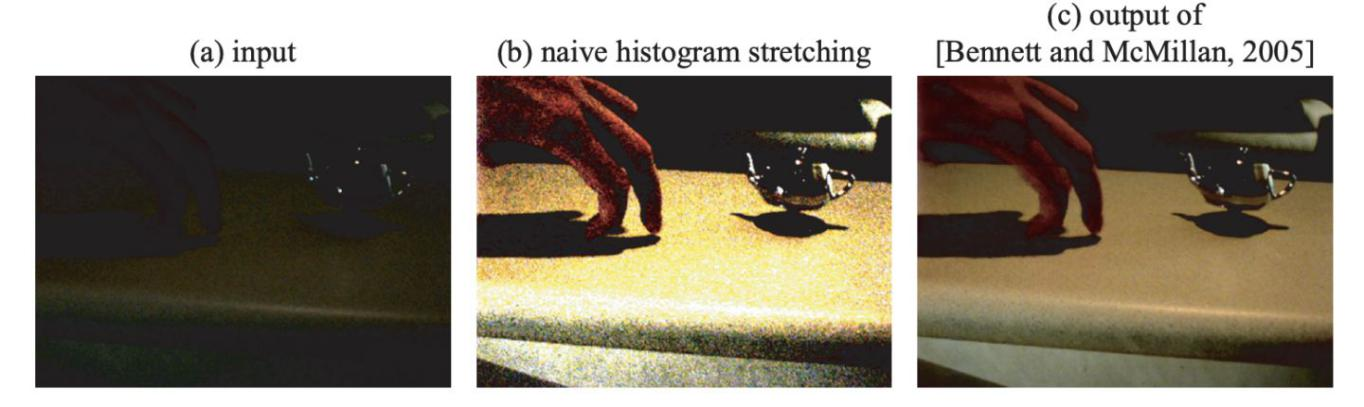 (a) input
(b) naive histogram stretching
(c) output of
[Bennett and McMillan, 2005]